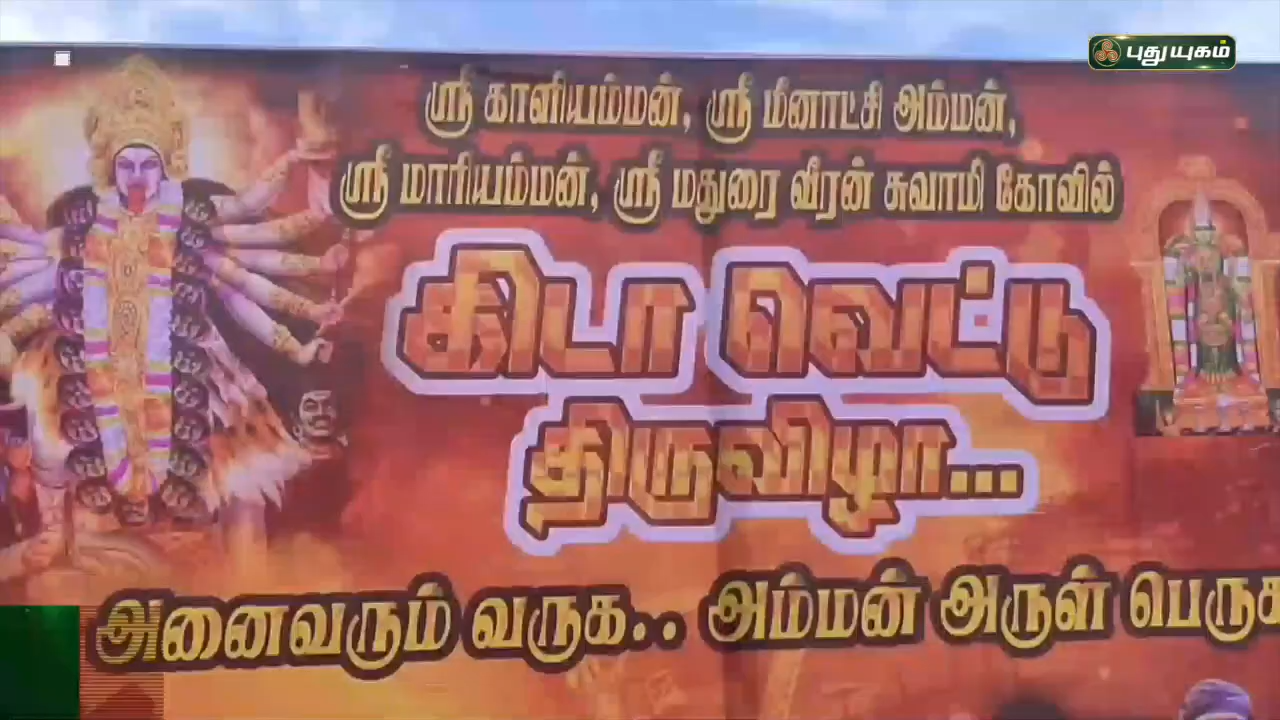 புதுயுகம்
ஸ்ரீ காளியம்மன், ஸ்ரீ மீனாட்சி அம்மன்,
ஸ்ரீ மாரியம்மன், ஸ்ரீ மதுரை வீரன் சுவாமி கோவில்
கிடா வெட்டு
திருவிழா...
அனைவரும் வருக.. அம்மன் அருள் பெருக